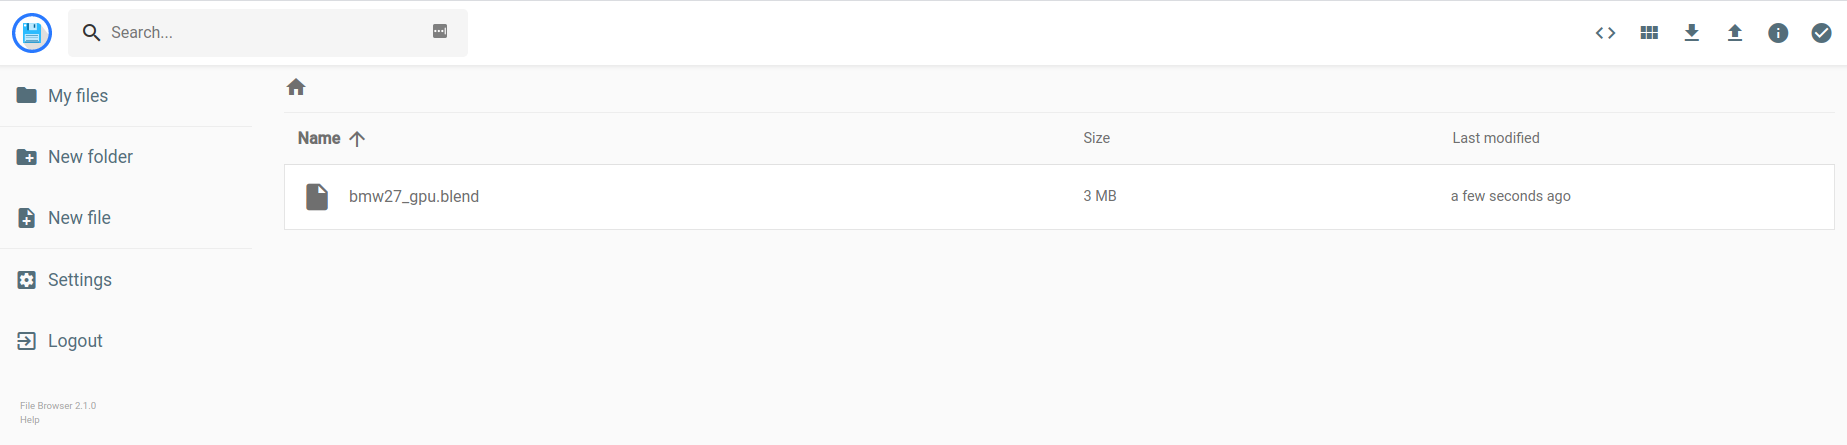 Search...
My files
New folder
New file
Settings
Logout
File Browser 2.1.0
Help
Name Size Last modified
bmw27_gpu.blend 3 MB a few seconds ago